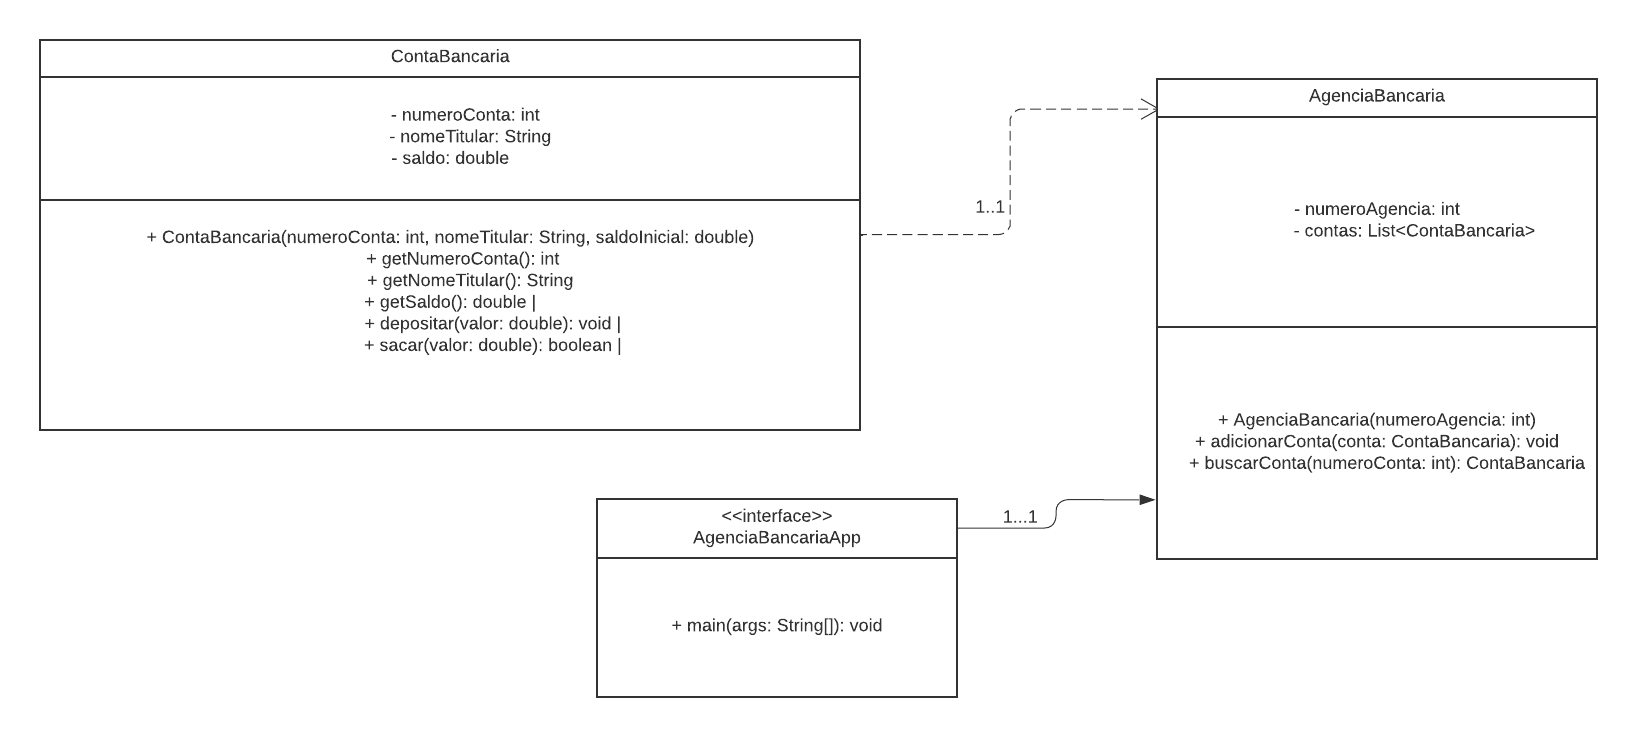 ContaBancaria
- numeroConta: int
- nomeTitular: String
- saldo: double
+ ContaBancaria(numeroConta: int, nomeTitular: String, saldoInicial: double)
+ getNumeroConta(): int
+ getNomeTitular(): String
+ getSaldo(): double |
+ depositar(valor: double): void |
+ sacar(valor: double): boolean |
1..1
AgenciaBancaria
- numeroAgencia: int
- contas: List<ContaBancaria>
+ AgenciaBancaria(numeroAgencia: int)
+ adicionarConta(conta: ContaBancaria): void
+ buscarConta(numeroConta: int): ContaBancaria
<<interface>>
AgenciaBancariaApp
1...1
+ main(args: String[]): void